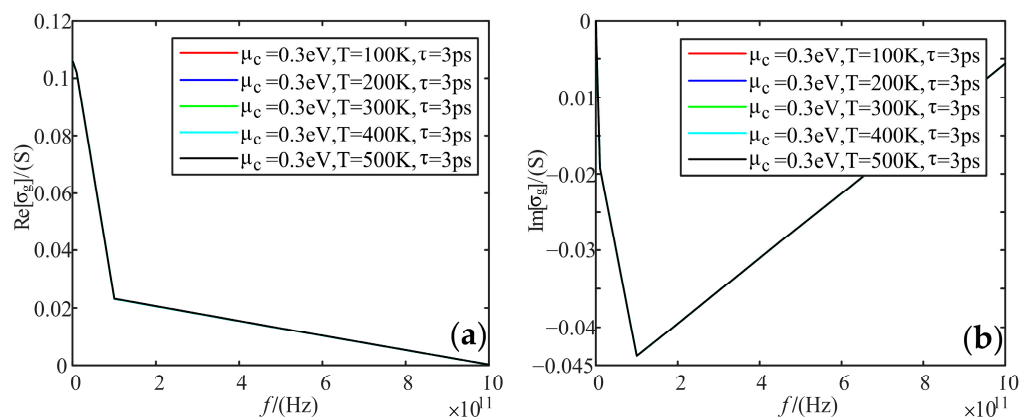 0.12
0.1
0.08
0.06
0.04
0.02
0
Re[σg]/(S)
μc =0.3eV,T=100K, τ=3ps
μc =0.3eV,T=200K, τ=3ps
μc =0.3eV,T=300K, τ=3ps
μc =0.3eV,T=400K, τ=3ps
μc =0.3eV,T=500K, τ=3ps
(a)
0 2 4 6 8 10
f/(Hz)
×10¹¹
0
0.01
−0.02
−0.03
−0.04
−0.045
Im[σg]/(S)
μc =0.3eV,T=100K, τ=3ps
μc =0.3eV,T=200K, τ=3ps
μc =0.3eV,T=300K, τ=3ps
μc =0.3eV,T=400K, τ=3ps
μc =0.3eV,T=500K, τ=3ps
(b)
0 2 4 6 8 10
f/(Hz)
×10¹¹